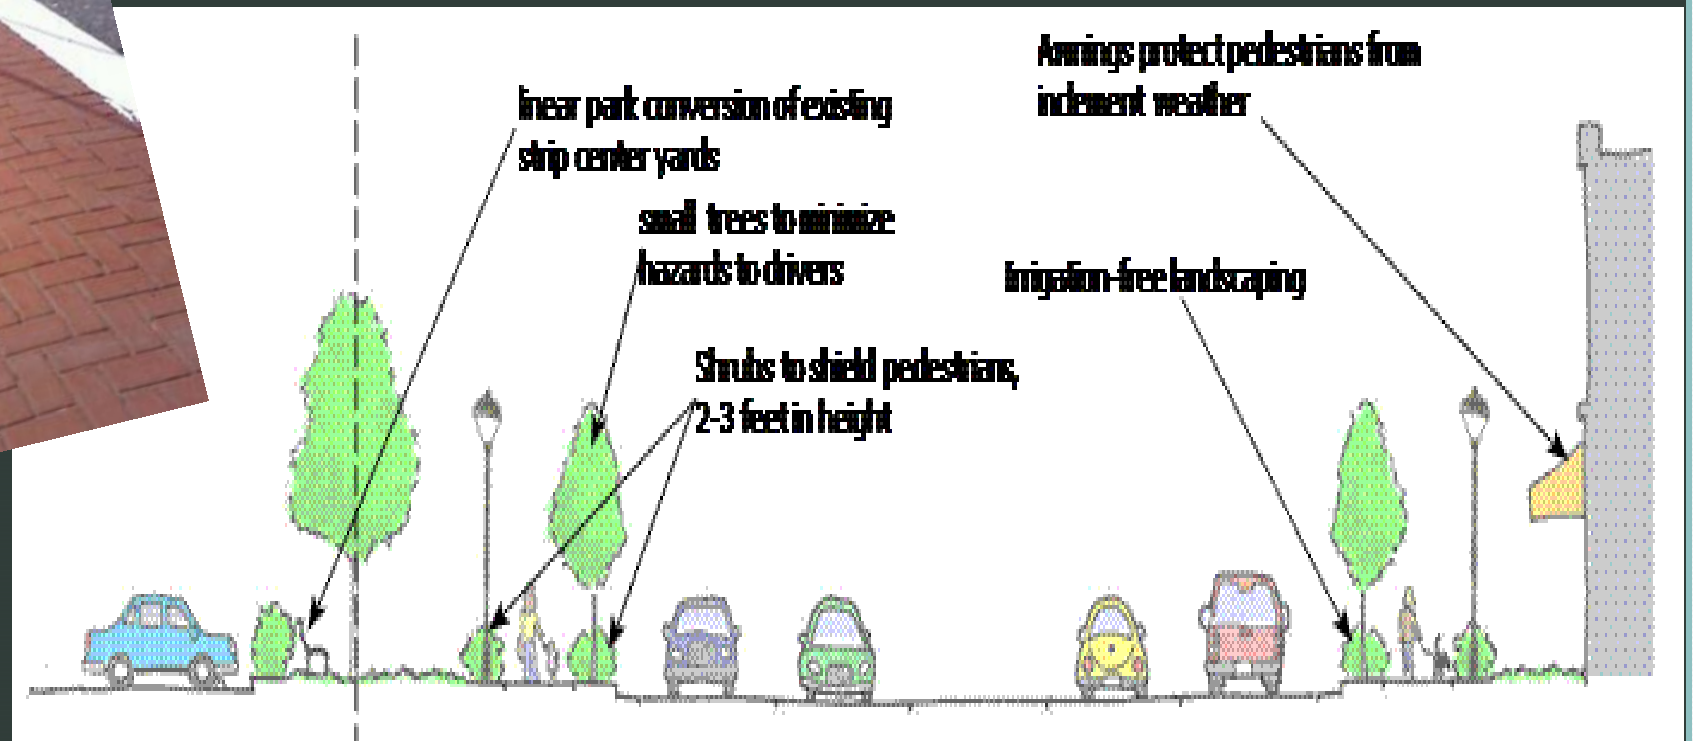 linear park conversion of existing
strip center yards
small trees to minimize
hazards to drivers
Shrubs to shield pedestrians,
2-3 feet in height
Awnings protect pedestrians from
inclement weather
Irrigation-free landscaping